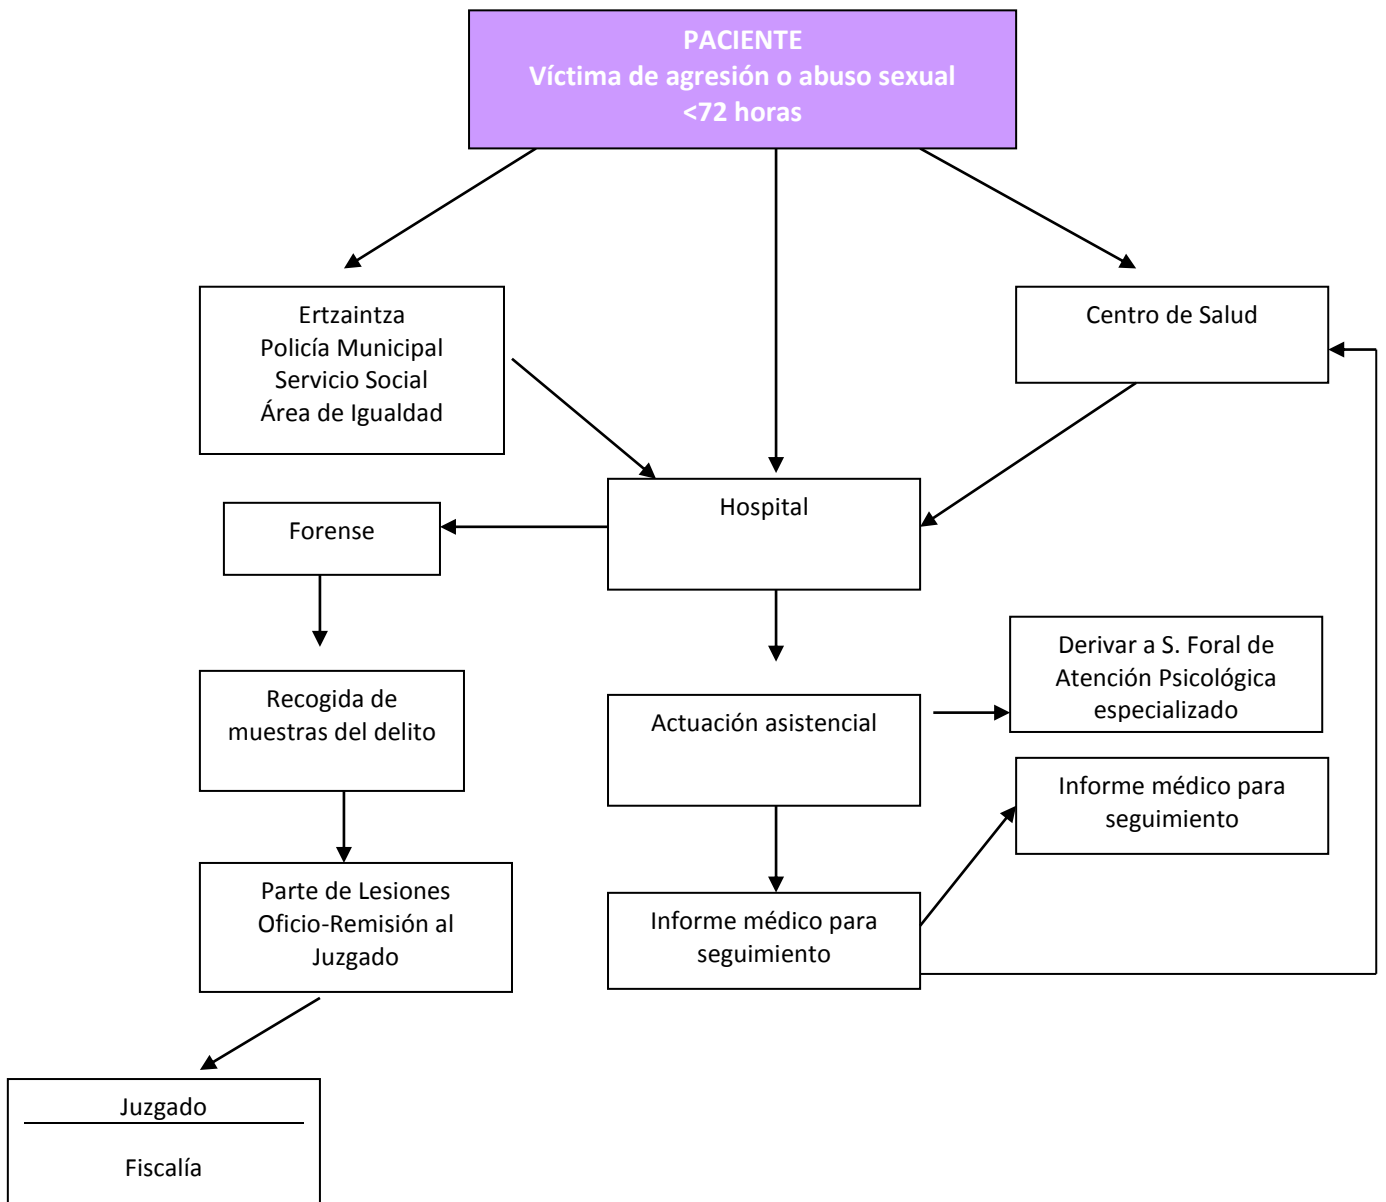 PACIENTE
Víctima de agresión o abuso sexual
<72 horas
Ertzaintza
Policía Municipal
Servicio Social
Área de Igualdad
Centro de Salud
Hospital
Forense
Recogida de
muestras del delito
Actuación asistencial
Derivar a S. Foral de
Atención Psicológica
especializado
Informe médico para
seguimiento
Parte de Lesiones
Oficio-Remisión al
Juzgado
Informe médico para
seguimiento
Juzgado
Fiscalía